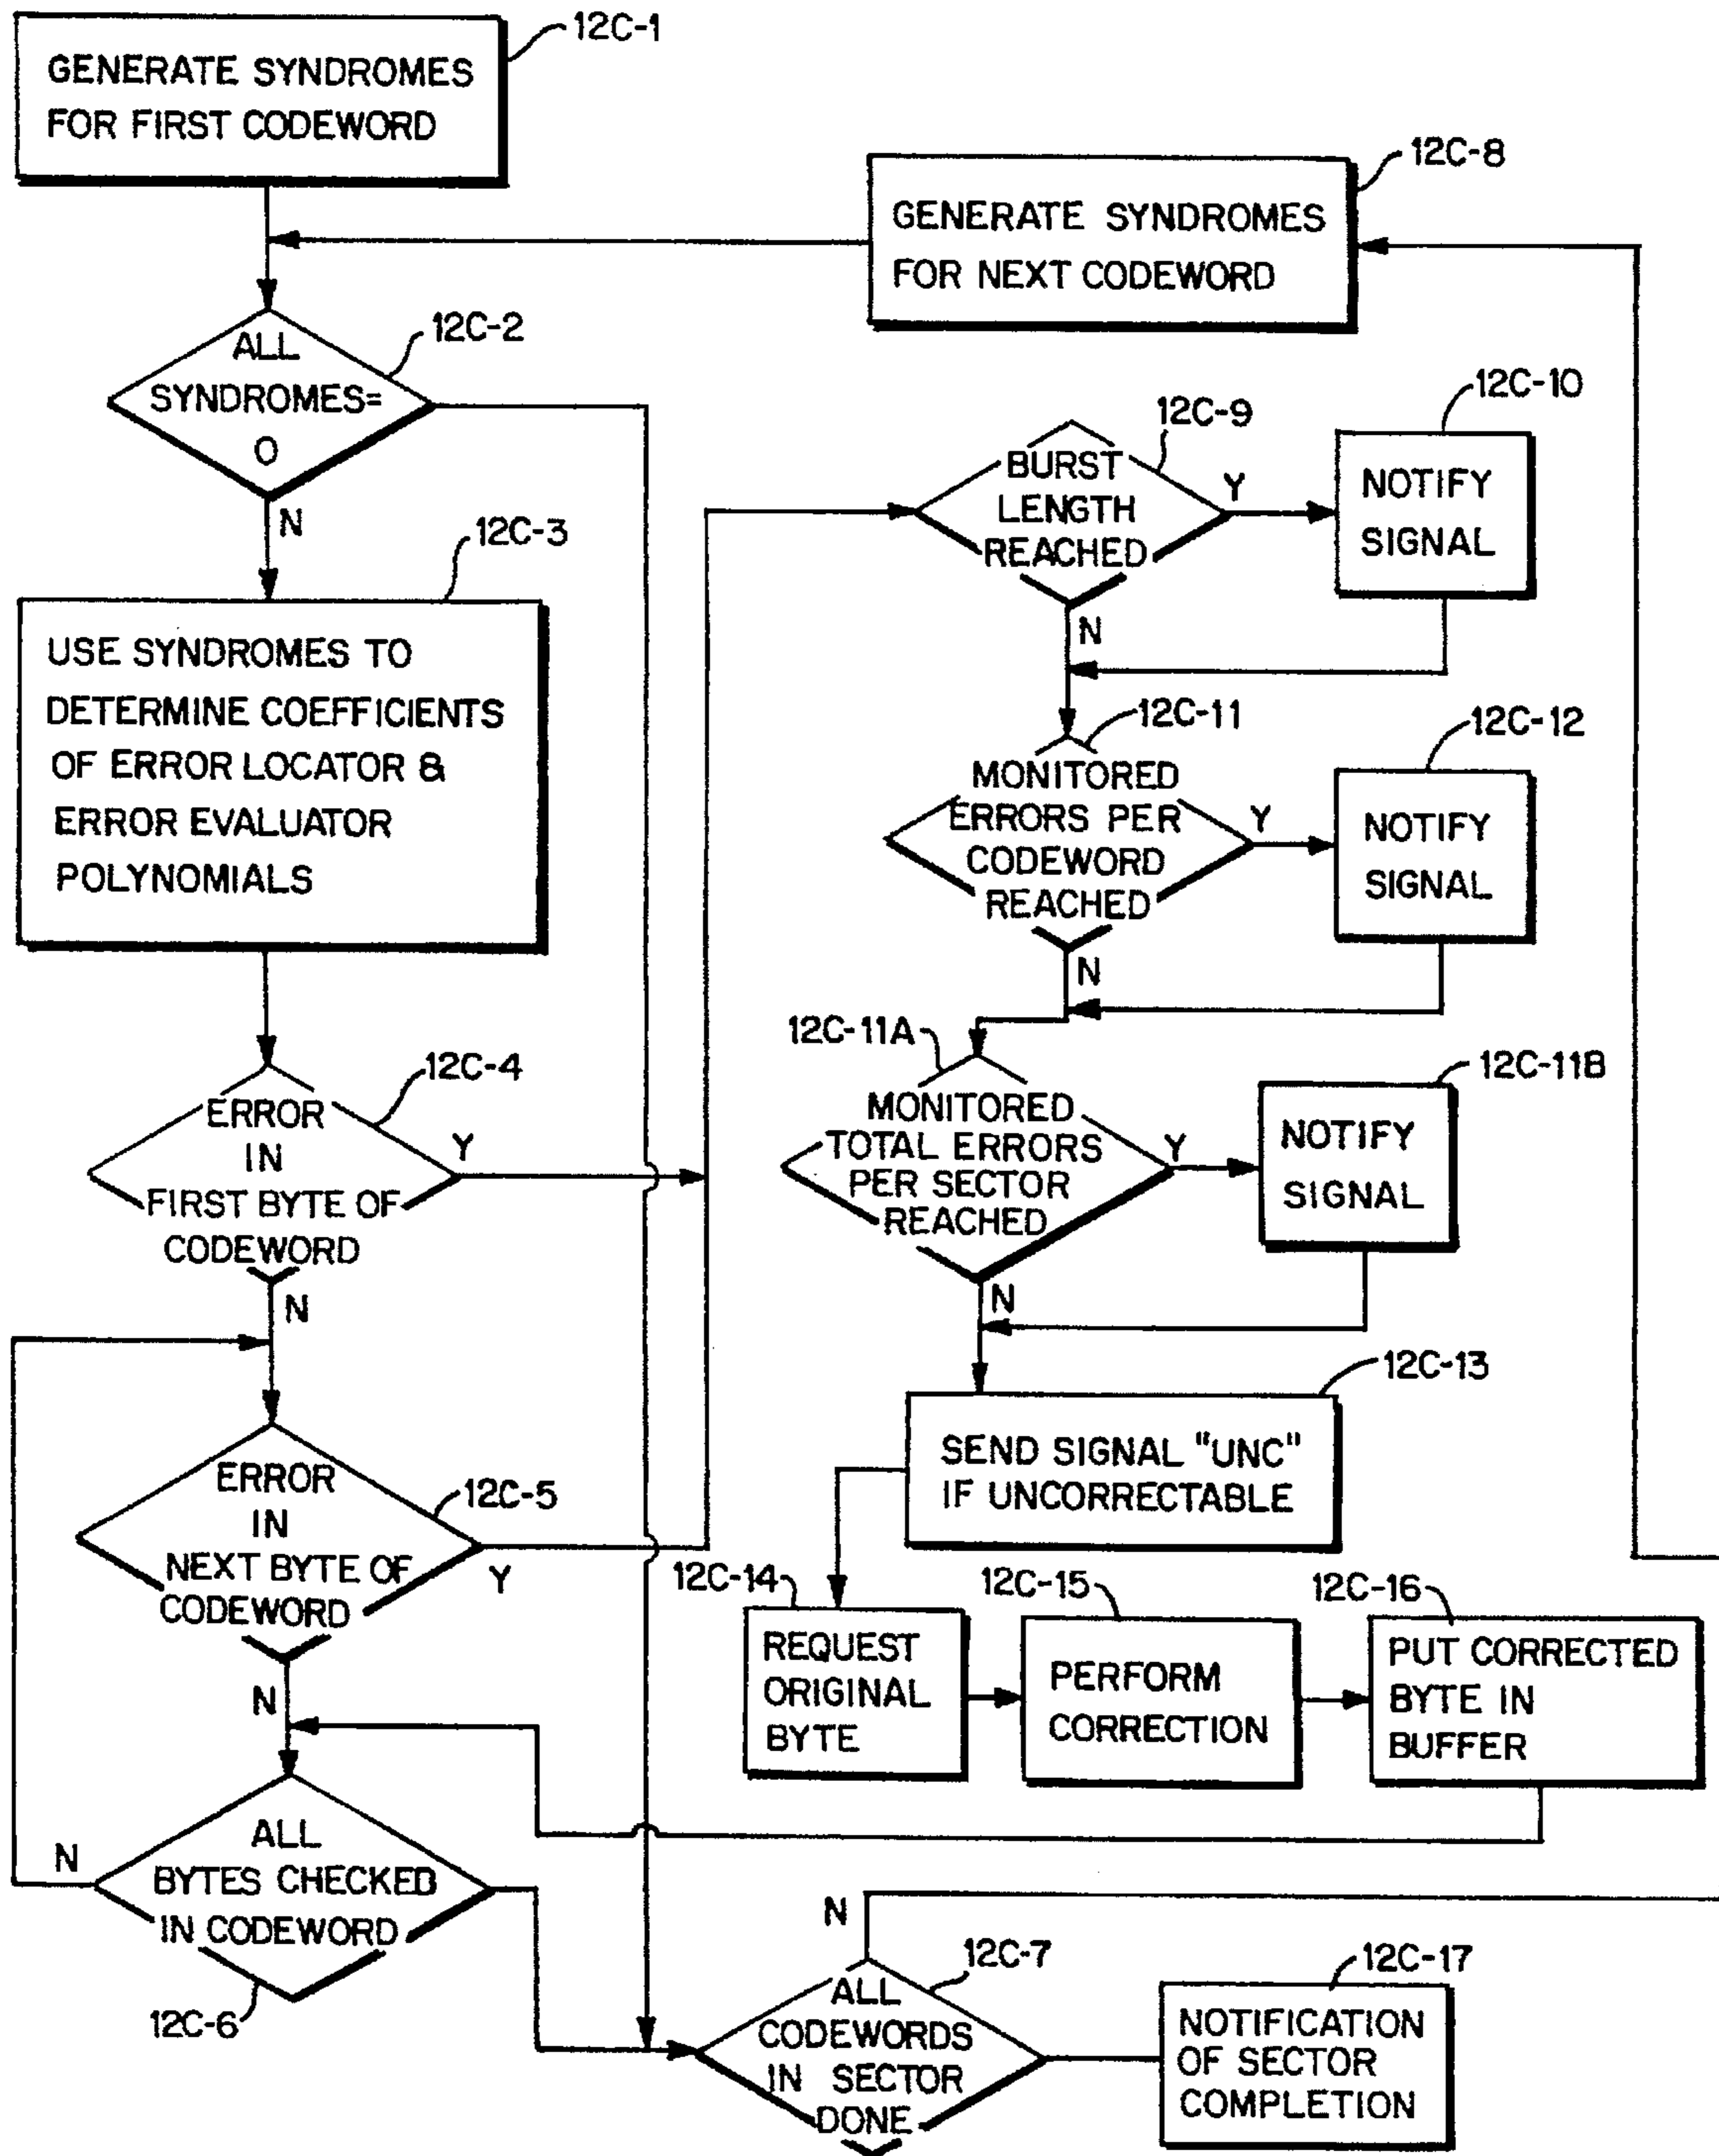 12C-1
GENERATE SYNDROMES
FOR FIRST CODEWORD
12C-8
GENERATE SYNDROMES
FOR NEXT CODEWORD
12C-2
ALL
SYNDROMES=
0
N
12C-3
USE SYNDROMES TO
DETERMINE COEFFICIENTS
OF ERROR LOCATOR &
ERROR EVALUATOR
POLYNOMIALS
12C-4
ERROR
IN
FIRST BYTE OF
CODEWORD
Y
N
12C-5
ERROR
IN
NEXT BYTE OF
CODEWORD
Y
N
ALL
BYTES CHECKED
IN CODEWORD
N
12C-6
12C-9
BURST
LENGTH
REACHED
Y
N
12C-10
NOTIFY
SIGNAL
12C-11
MONITORED
ERRORS PER
CODEWORD
REACHED
Y
N
12C-12
NOTIFY
SIGNAL
12C-11A
MONITORED
TOTAL ERRORS
PER SECTOR
REACHED
Y
N
12C-11B
NOTIFY
SIGNAL
12C-13
SEND SIGNAL "UNC"
IF UNCORRECTABLE
12C-14
REQUEST
ORIGINAL
BYTE
12C-15
PERFORM
CORRECTION
12C-16
PUT CORRECTED
BYTE IN
BUFFER
N
12C-7
ALL
CODEWORDS
IN SECTOR
DONE
12C-17
NOTIFICATION
OF SECTOR
COMPLETION